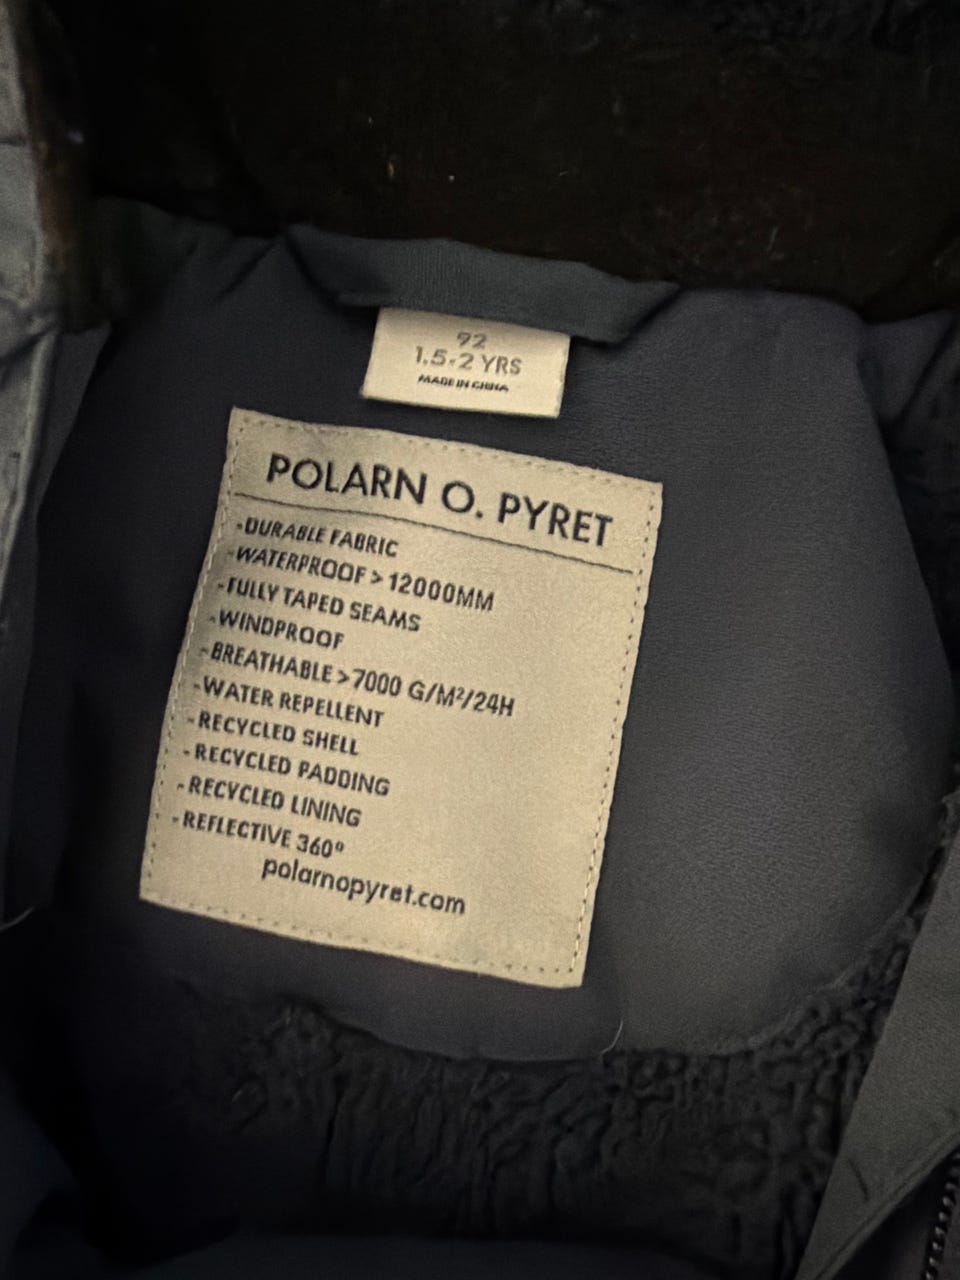 92
1.5-2 YRS
MADE IN CHINA
POLARN O. PYRET
-DURABLE FABRIC
-WATERPROOF > 12000MM
-FULLY TAPED SEAMS
-WINDPROOF
-BREATHABLE >7000 G/M²/24H
-WATER REPELLENT
-RECYCLED SHELL
-RECYCLED PADDING
-RECYCLED LINING
-REFLECTIVE 360°
polarnopyret.com